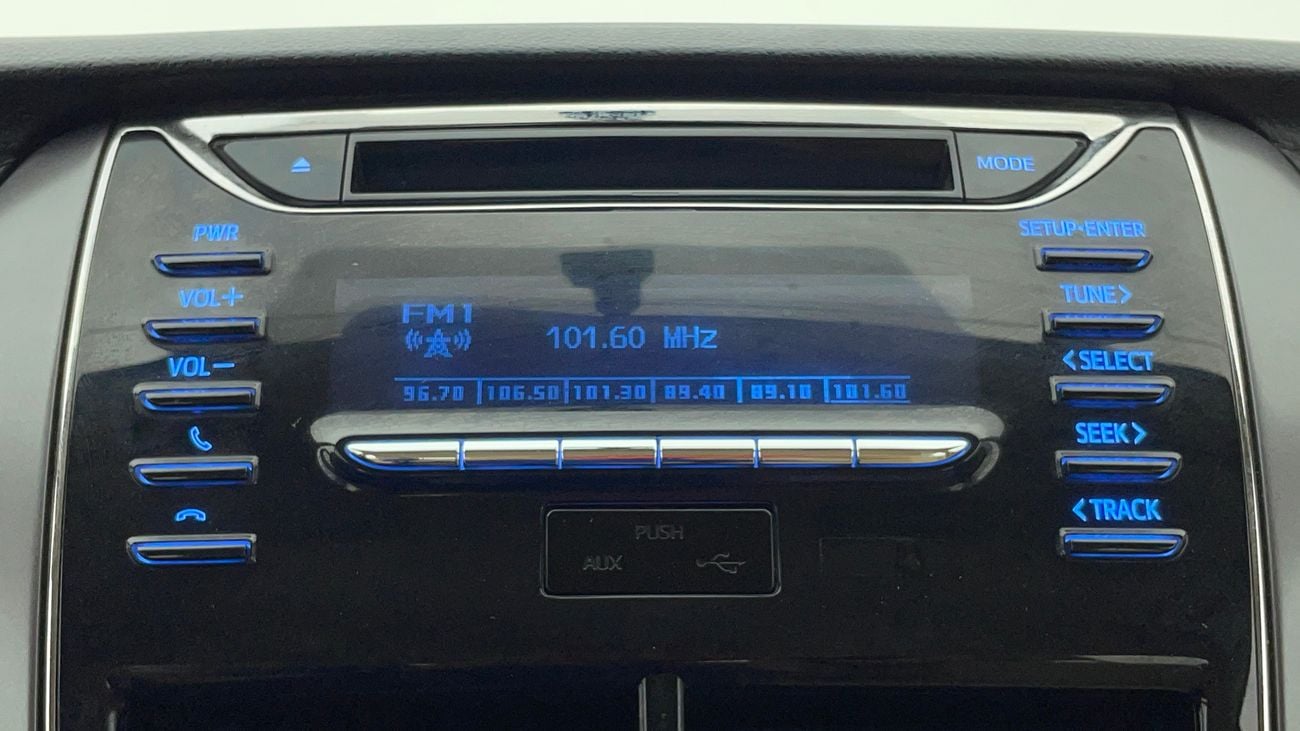 MODE
PWR
SETUP•ENTER
VOL+
TUNE>
FM1
101.60 MHz
VOL−
<SELECT
96.70 106.50 101.30 89.40 89.10 101.60
SEEK>
<TRACK
PUSH
AUX